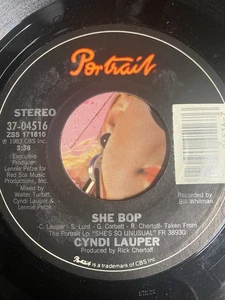 Portrait
STEREO
37-04516
ZSS 171810
℗ 1983 CBS Inc.
3:38
Executive
Producer:
Lennie Petze for
Red Sox Music
Productions, Inc.
Mixed by
Walter Turbitt,
Cyndi Lauper &
Lennie Petze
Recorded by
Bill Wittman
SHE BOP
-C. Lauper - S. Lunt - G. Corbett - R. Chertoff- Taken From
The Portrait Lp. "SHE'S SO UNUSUAL" FR 38930
CYNDI LAUPER
Produced by Rick Chertoff
Portrait is a trademark of CBS Inc.